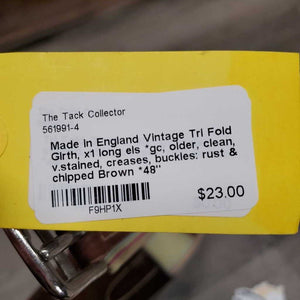 The Tack Collector
561991-4
Made in England Vintage Tri Fold
Girth, x1 long els *gc, older, clean,
v.stained, creases, buckles: rust &
chipped Brown *48"
F9HP1X
$23.00